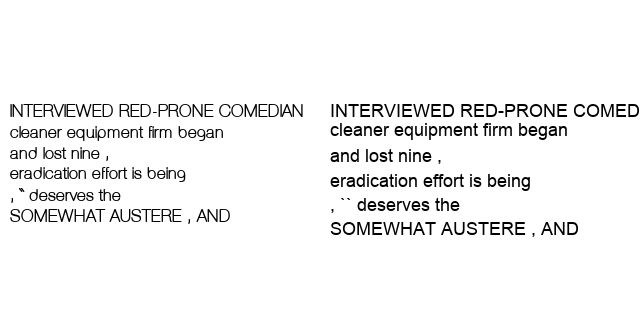 INTERVIEWED RED-PRONE COMEDIAN
cleaner equipment firm began
and lost nine ,
eradication effort is being
, `` deserves the
SOMEWHAT AUSTERE , AND
INTERVIEWED RED-PRONE COMED
cleaner equipment firm began
and lost nine ,
eradication effort is being
, `` deserves the
SOMEWHAT AUSTERE , AND